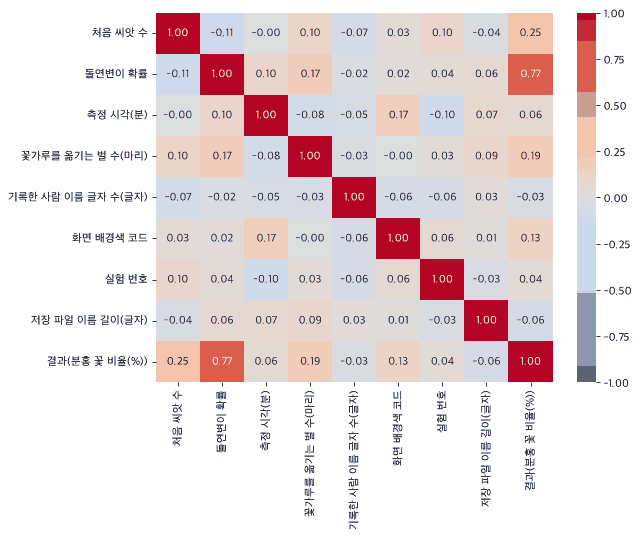 처음 씨앗 수 1.00 -0.11 -0.00 0.10 -0.07 0.03 0.10 -0.04 0.25
돌연변이 확률 -0.11 1.00 0.10 0.17 -0.02 0.02 0.04 0.06 0.77
측정 시각(분) -0.00 0.10 1.00 -0.08 -0.05 0.17 -0.10 0.07 0.06
꽃가루를 옮기는 벌 수(마리) 0.10 0.17 -0.08 1.00 -0.03 -0.00 0.03 0.09 0.19
기록한 사람 이름 글자 수(글자) -0.07 -0.02 -0.05 -0.03 1.00 -0.06 -0.06 0.03 -0.03
화면 배경색 코드 0.03 0.02 0.17 -0.00 -0.06 1.00 0.06 0.01 0.13
실험 번호 0.10 0.04 -0.10 0.03 -0.06 0.06 1.00 -0.03 0.04
저장 파일 이름 길이(글자) -0.04 0.06 0.07 0.09 0.03 0.01 -0.03 1.00 -0.06
결과(분홍 꽃 비율(%)) 0.25 0.77 0.06 0.19 -0.03 0.13 0.04 -0.06 1.00
처음 씨앗 수
돌연변이 확률
측정 시각(분)
꽃가루를 옮기는 벌 수(마리)
기록한 사람 이름 글자 수(글자)
화면 배경색 코드
실험 번호
저장 파일 이름 길이(글자)
결과(분홍 꽃 비율(%))
1.00
0.75
0.50
0.25
0.00
-0.25
-0.50
-0.75
-1.00